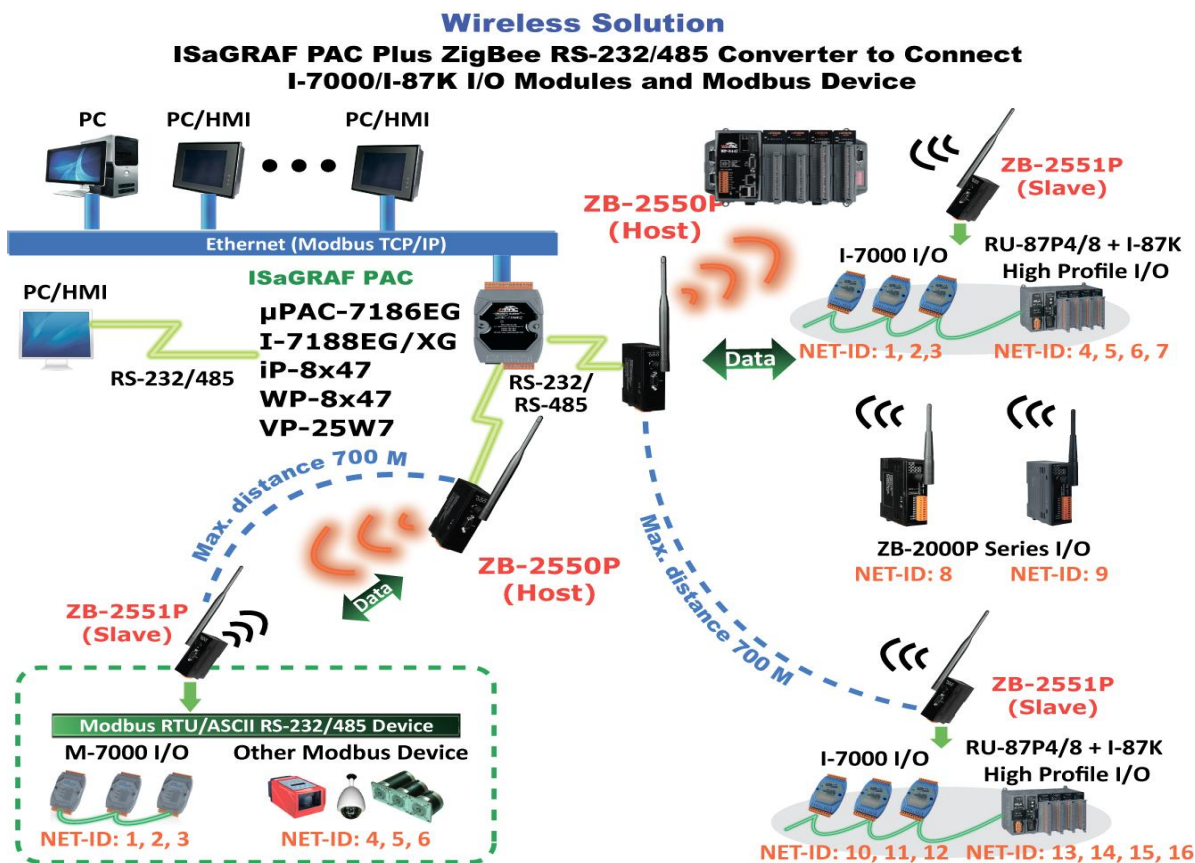 Wireless Solution
ISaGRAF PAC Plus ZigBee RS-232/485 Converter to Connect
I-7000/I-87K I/O Modules and Modbus Device
PC
PC/HMI
PC/HMI
ZB-2551P
(Slave)
ZB-2550P
(Host)
Ethernet (Modbus TCP/IP)
I-7000 I/O
RU-87P4/8 + I-87K
High Profile I/O
PC/HMI
ISaGRAF PAC
µPAC-7186EG
I-7188EG/XG
iP-8x47
WP-8x47
VP-25W7
RS-232/485
RS-232/
RS-485
Data
NET-ID: 1, 2,3
NET-ID: 4, 5, 6, 7
Max. distance 700 M
Max. distance 700 M
ZB-2000P Series I/O
NET-ID: 8
NET-ID: 9
ZB-2550P
(Host)
Data
ZB-2551P
(Slave)
ZB-2551P
(Slave)
Modbus RTU/ASCII RS-232/485 Device
M-7000 I/O
Other Modbus Device
NET-ID: 1, 2, 3
NET-ID: 4, 5, 6
I-7000 I/O
RU-87P4/8 + I-87K
High Profile I/O
NET-ID: 10, 11, 12
NET-ID: 13, 14, 15, 16